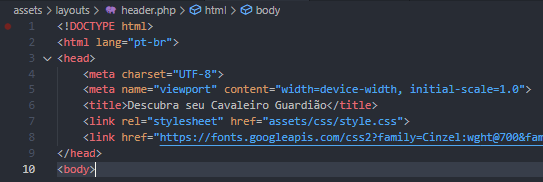 assets > layouts > header.php > html > body
1 <!DOCTYPE html>
2 <html lang="pt-br">
3 <head>
4 <meta charset="UTF-8">
5 <meta name="viewport" content="width=device-width, initial-scale=1.0">
6 <title>Descubra seu Cavaleiro Guardião</title>
7 <link rel="stylesheet" href="assets/css/style.css">
8 <link href="https://fonts.googleapis.com/css2?family=Cinzel:wght@700&fam
9 </head>
10 <body>